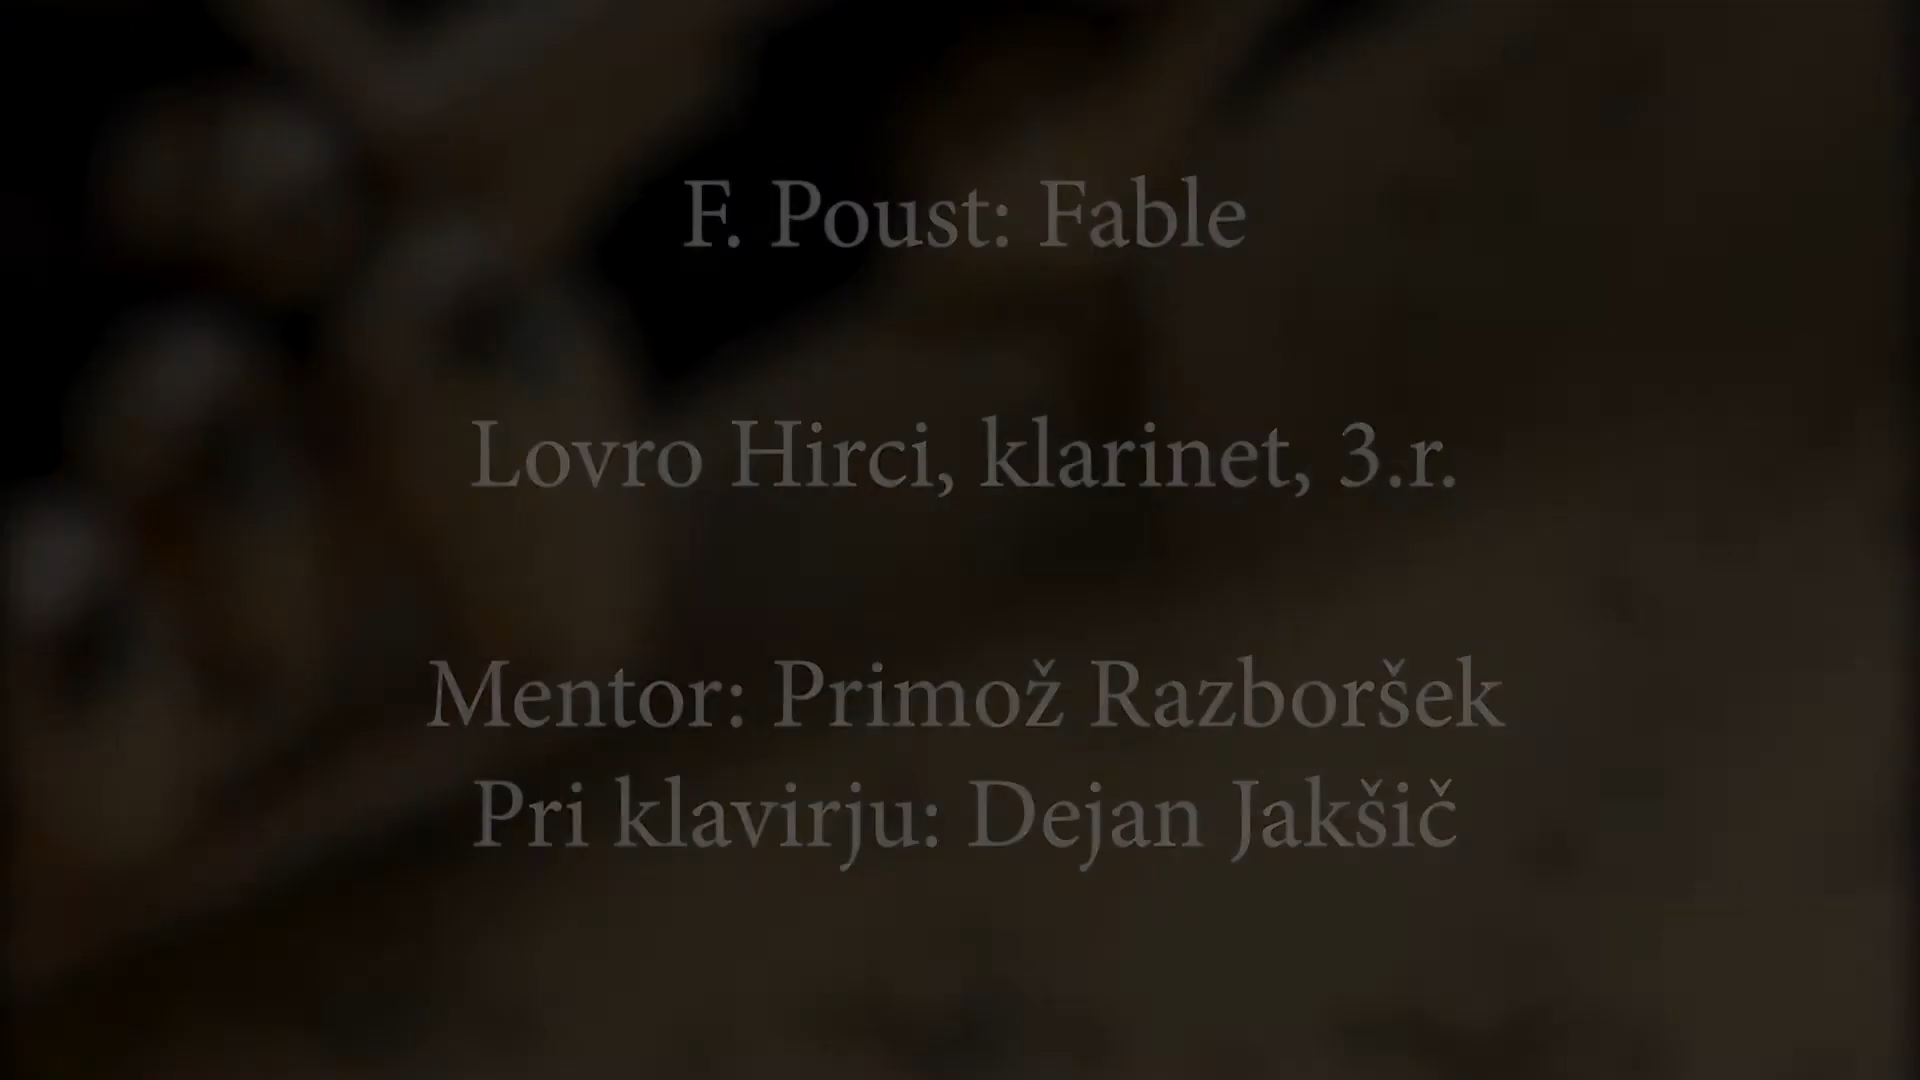 F. Poust: Fable
Lovro Hirci, klarinet, 3.r.
Mentor: Primož Razboršek
Pri klavirju: Dejan Jakšič